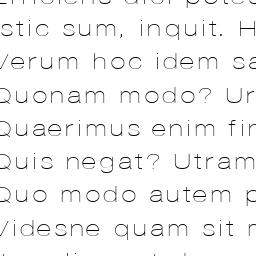 stic sum, inquit. H
Verum hoc idem sa
Quonam modo? Ur
Quaerimus enim fin
Quis negat? Utram
Quo modo autem p
Videsne quam sit n